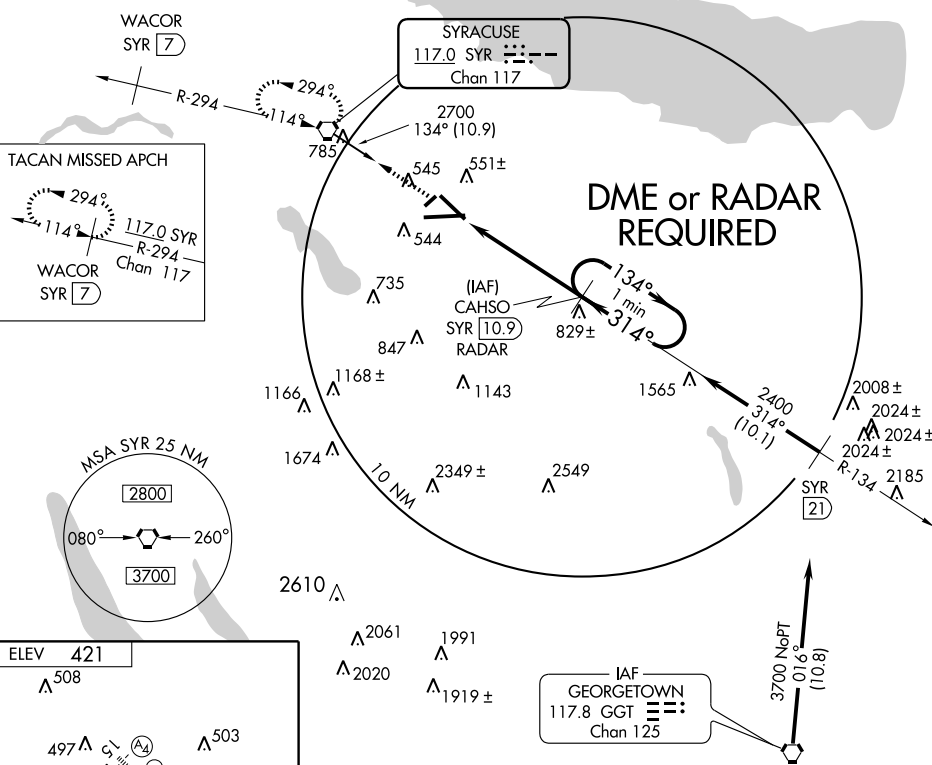 WACOR
SYR 7
SYRACUSE
117.0 SYR
Chan 117
R-294
294°
114°
2700
134° (10.9)
785
545
551±
TACAN MISSED APCH
294°
114°
117.0 SYR
R-294
Chan 117
WACOR
SYR 7
DME or RADAR
REQUIRED
544
735
(IAF)
CAHSO
SYR 10.9
RADAR
134°
1 min
314°
829±
847
1168±
1166
1143
1565
2400
314°
(10.1)
2008±
2024±
2024±
2024±
1674
10 NM
2349±
2549
R-134
2185
SYR
21
MSA SYR 25 NM
2800
080°
260°
3700
2610
2061
2020
1991
1919±
3700 NoPT
016°
(10.8)
IAF
GEORGETOWN
117.8 GGT
Chan 125
ELEV 421
508
497
A4
503